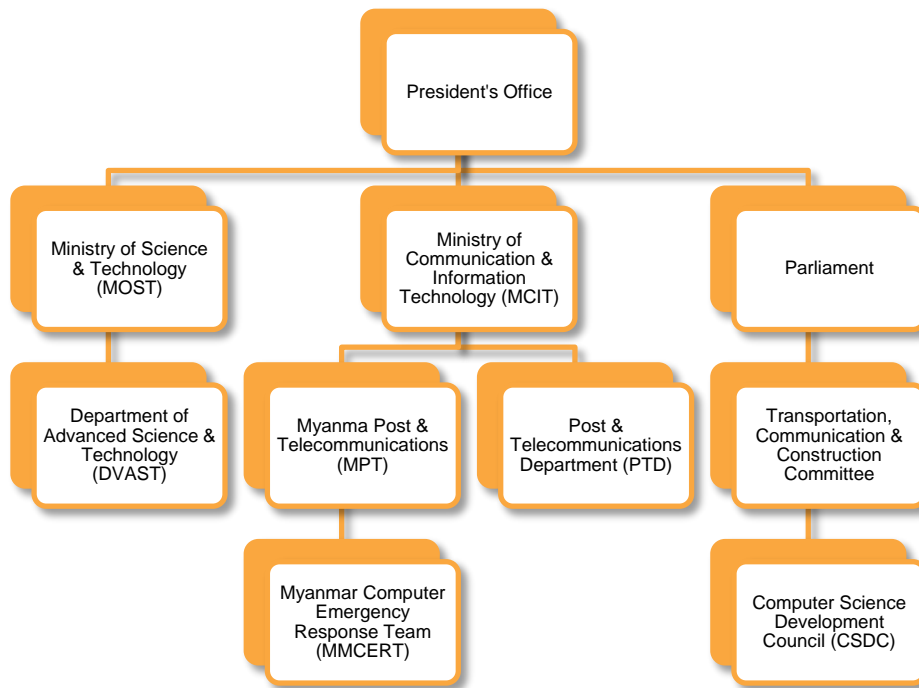 President's Office
Ministry of Science
& Technology
(MOST)
Ministry of
Communication &
Information
Technology (MCIT)
Parliament
Department of
Advanced Science &
Technology
(DVAST)
Myanma Post &
Telecommunications
(MPT)
Post &
Telecommunications
Department (PTD)
Transportation,
Communication &
Construction
Committee
Myanmar Computer
Emergency
Response Team
(MMCERT)
Computer Science
Development
Council (CSDC)